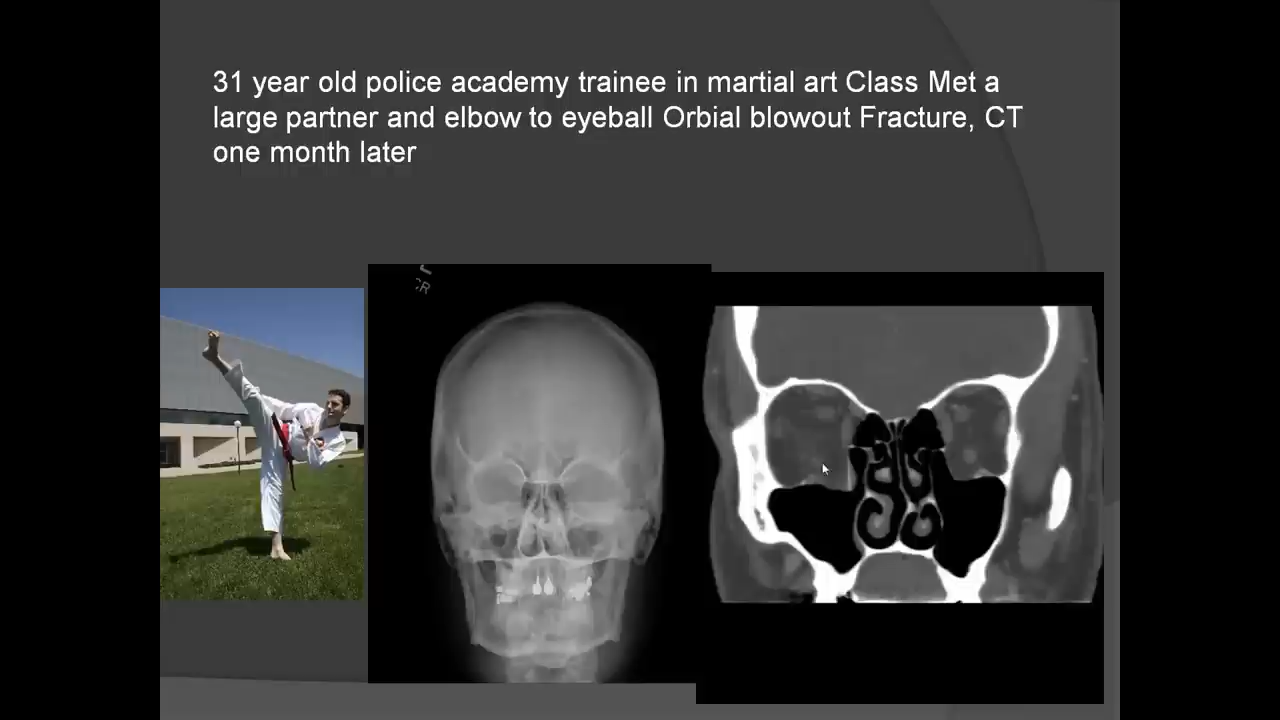 31 year old police academy trainee in martial art Class Met a
large partner and elbow to eyeball Orbial blowout Fracture, CT
one month later
CR